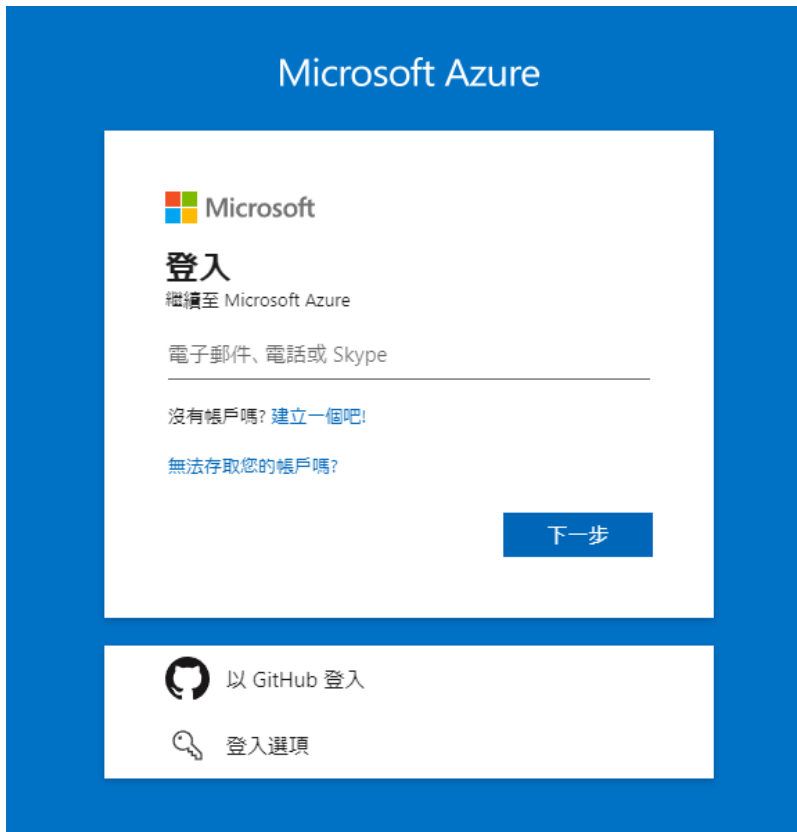 Microsoft Azure
Microsoft
登入
繼續至 Microsoft Azure
電子郵件、電話或 Skype
沒有帳戶嗎? 建立一個吧!
無法存取您的帳戶嗎?
下一步
以 GitHub 登入
登入選項